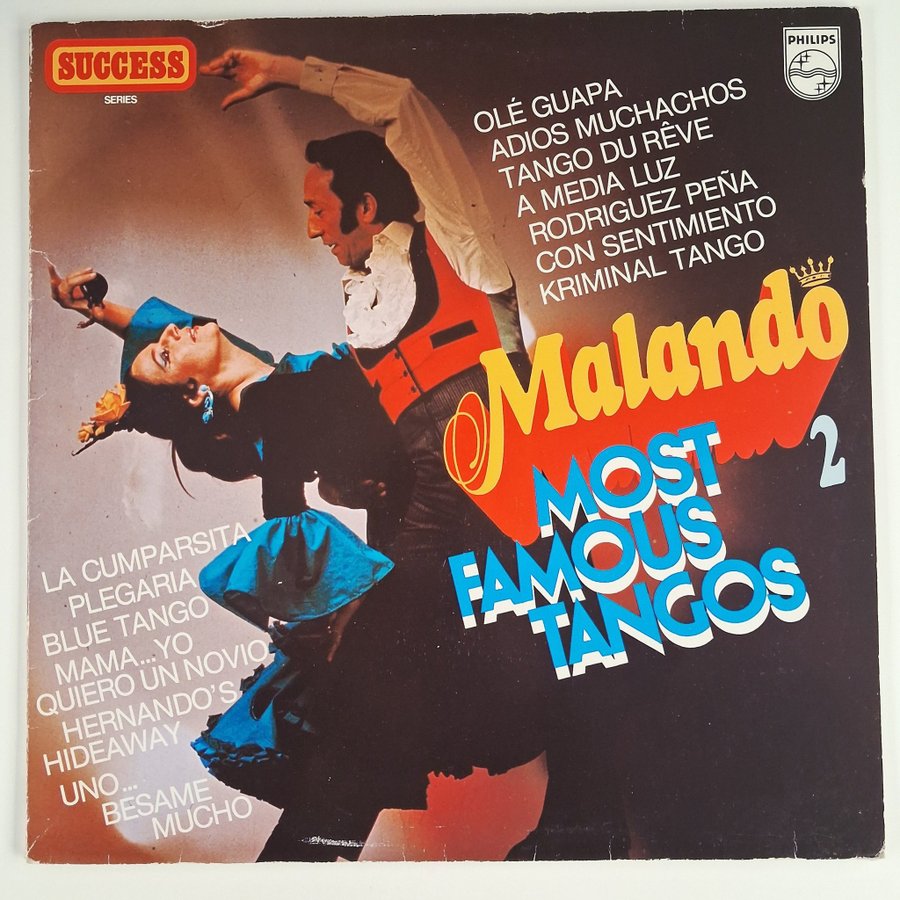 SUCCESS
SERIES
PHILIPS
OLÉ GUAPA
ADIOS MUCHACHOS
TANGO DU RÊVE
A MEDIA LUZ
RODRIGUEZ PEÑA
CON SENTIMIENTO
KRIMINAL TANGO
Malando
2
MOST
FAMOUS
TANGOS
LA CUMPARSITA
PLEGARIA
BLUE TANGO
MAMA...YO
QUIERO UN NOVIO
HERNANDO'S
HIDEAWAY
UNO...
BESAME
MUCHO